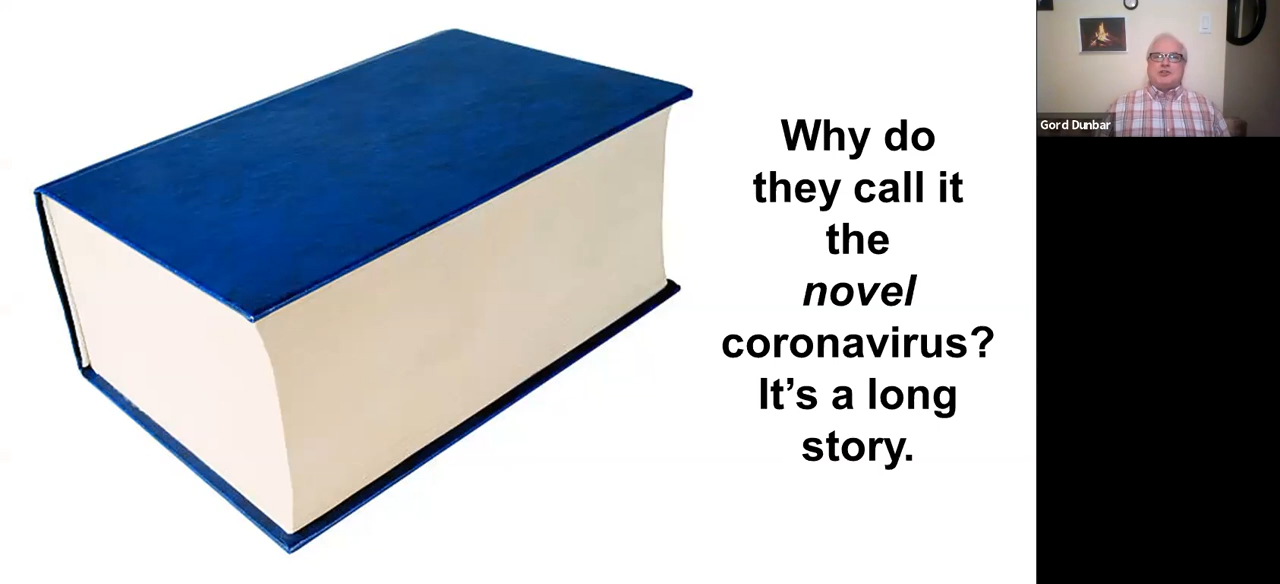 Why do
they call it
the
novel
coronavirus?
It’s a long
story.
Gord Dunbar